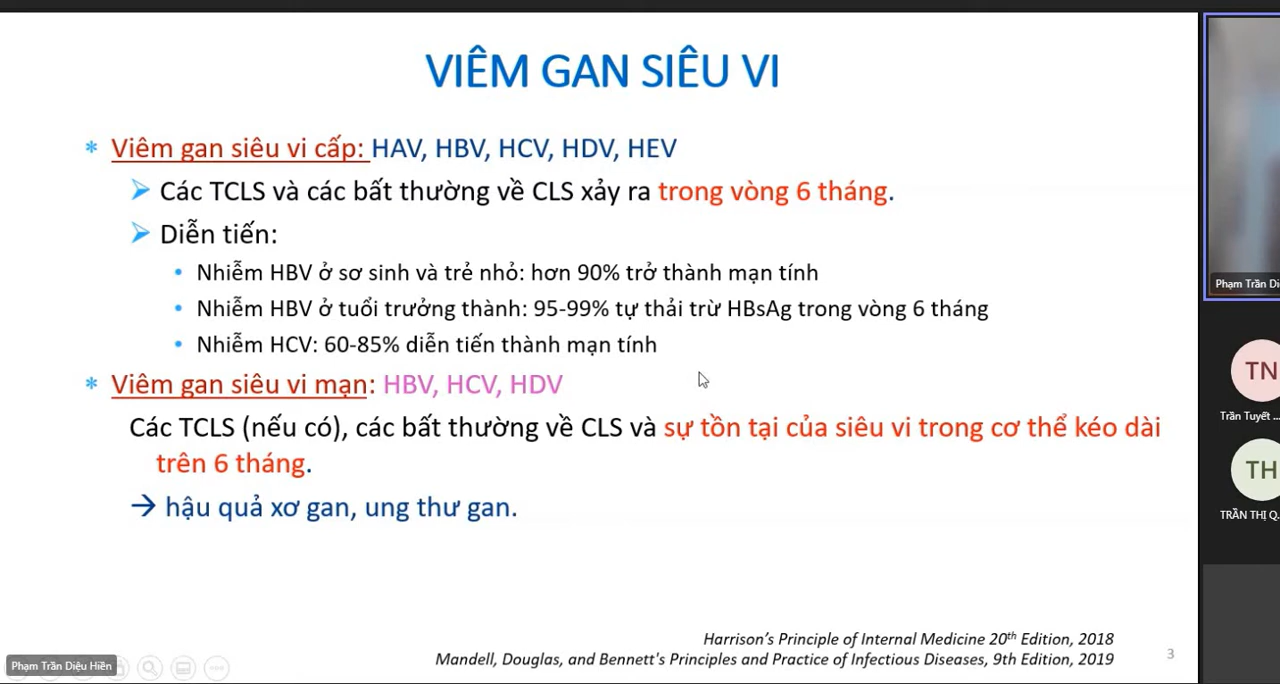 VIÊM GAN SIÊU VI
* Viêm gan siêu vi cấp: HAV, HBV, HCV, HDV, HEV
➢ Các TCLS và các bất thường về CLS xảy ra trong vòng 6 tháng.
➢ Diễn tiến:
• Nhiễm HBV ở sơ sinh và trẻ nhỏ: hơn 90% trở thành mạn tính
• Nhiễm HBV ở tuổi trưởng thành: 95-99% tự thải trừ HBsAg trong vòng 6 tháng
• Nhiễm HCV: 60-85% diễn tiến thành mạn tính
* Viêm gan siêu vi mạn: HBV, HCV, HDV
Các TCLS (nếu có), các bất thường về CLS và sự tồn tại của siêu vi trong cơ thể kéo dài
trên 6 tháng.
→ hậu quả xơ gan, ung thư gan.
Harrison's Principle of Internal Medicine 20th Edition, 2018
Mandell, Douglas, and Bennett's Principles and Practice of Infectious Diseases, 9th Edition, 2019
3
Phạm Trần Diệu Hiền
Phạm Trần Di
TN
Trần Tuyết ...
TH
TRẦN THỊ Q...